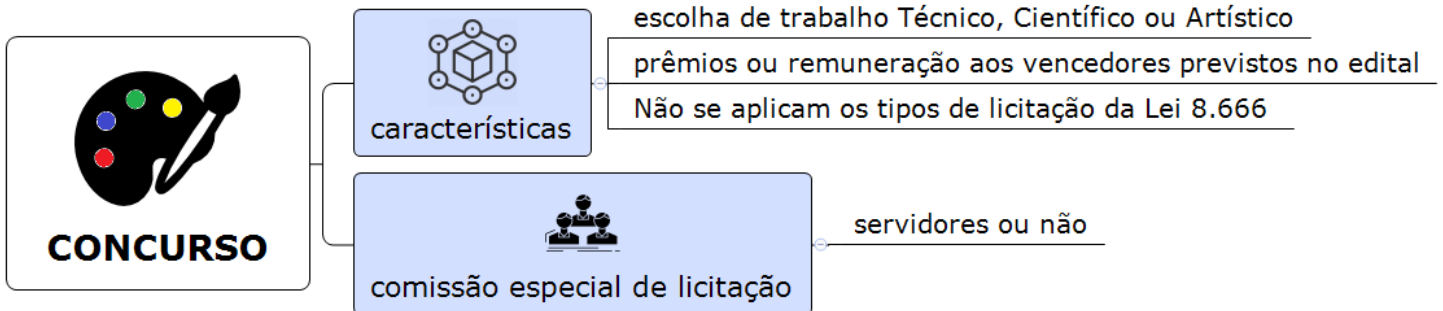 CONCURSO
características
escolha de trabalho Técnico, Científico ou Artístico
prêmios ou remuneração aos vencedores previstos no edital
Não se aplicam os tipos de licitação da Lei 8.666
comissão especial de licitação
servidores ou não